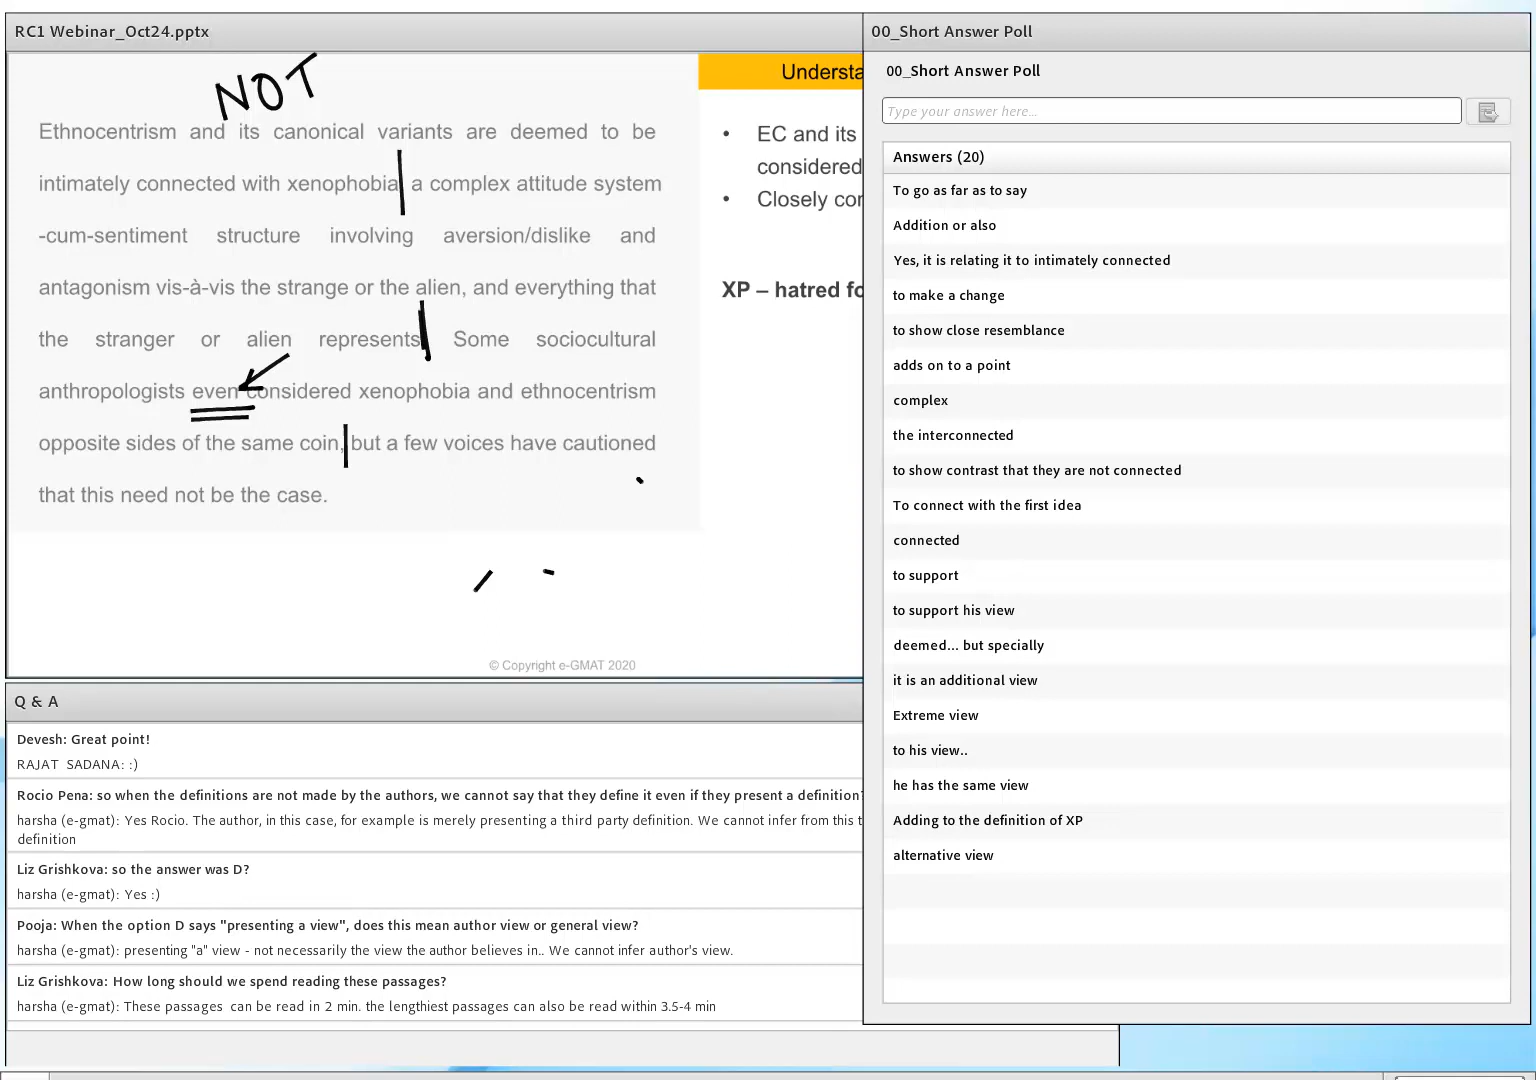 RC1 Webinar_Oct24.pptx
NOT
Ethnocentrism and its canonical variants are deemed to be
intimately connected with xenophobia, a complex attitude system
-cum-sentiment structure involving aversion/dislike and
antagonism vis-à-vis the strange or the alien, and everything that
the stranger or alien represents. Some sociocultural
anthropologists even considered xenophobia and ethnocentrism
opposite sides of the same coin, but a few voices have cautioned
that this need not be the case.
Understa
• EC and its
considered
• Closely cor
XP – hatred fo
© Copyright e-GMAT 2020
Q & A
Devesh: Great point!
RAJAT SADANA: :)
Rocio Pena: so when the definitions are not made by the authors, we cannot say that they define it even if they present a definition?
harsha (e-gmat): Yes Rocio. The author, in this case, for example is merely presenting a third party definition. We cannot infer from this t
definition
Liz Grishkova: so the answer was D?
harsha (e-gmat): Yes :)
Pooja: When the option D says "presenting a view", does this mean author view or general view?
harsha (e-gmat): presenting "a" view - not necessarily the view the author believes in.. We cannot infer author's view.
Liz Grishkova: How long should we spend reading these passages?
harsha (e-gmat): These passages can be read in 2 min. the lengthiest passages can also be read within 3.5-4 min
00_Short Answer Poll
00_Short Answer Poll
Type your answer here...
Answers (20)
To go as far as to say
Addition or also
Yes, it is relating it to intimately connected
to make a change
to show close resemblance
adds on to a point
complex
the interconnected
to show contrast that they are not connected
To connect with the first idea
connected
to support
to support his view
deemed... but specially
it is an additional view
Extreme view
to his view..
he has the same view
Adding to the definition of XP
alternative view